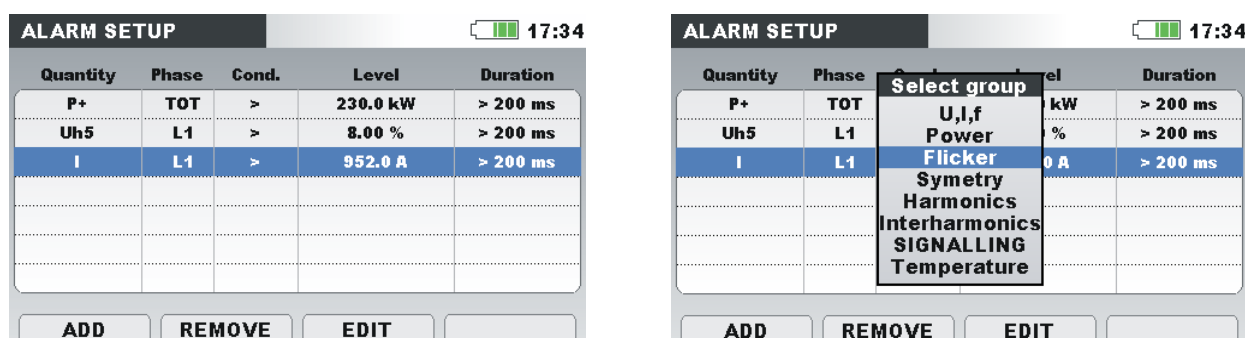 ALARM SETUP 17:34
Quantity Phase Cond. Level Duration
P+ TOT > 230.0 kW > 200 ms
Uh5 L1 > 8.00 % > 200 ms
I L1 > 952.0 A > 200 ms
ADD REMOVE EDIT
ALARM SETUP 17:34
Quantity Phase Duration
Select group
P+ TOT kW > 200 ms
U,I,f
Uh5 L1 % > 200 ms
Power
I L1 0 A > 200 ms
Flicker
Symetry
Harmonics
Interharmonics
SIGNALLING
Temperature
ADD REMOVE EDIT